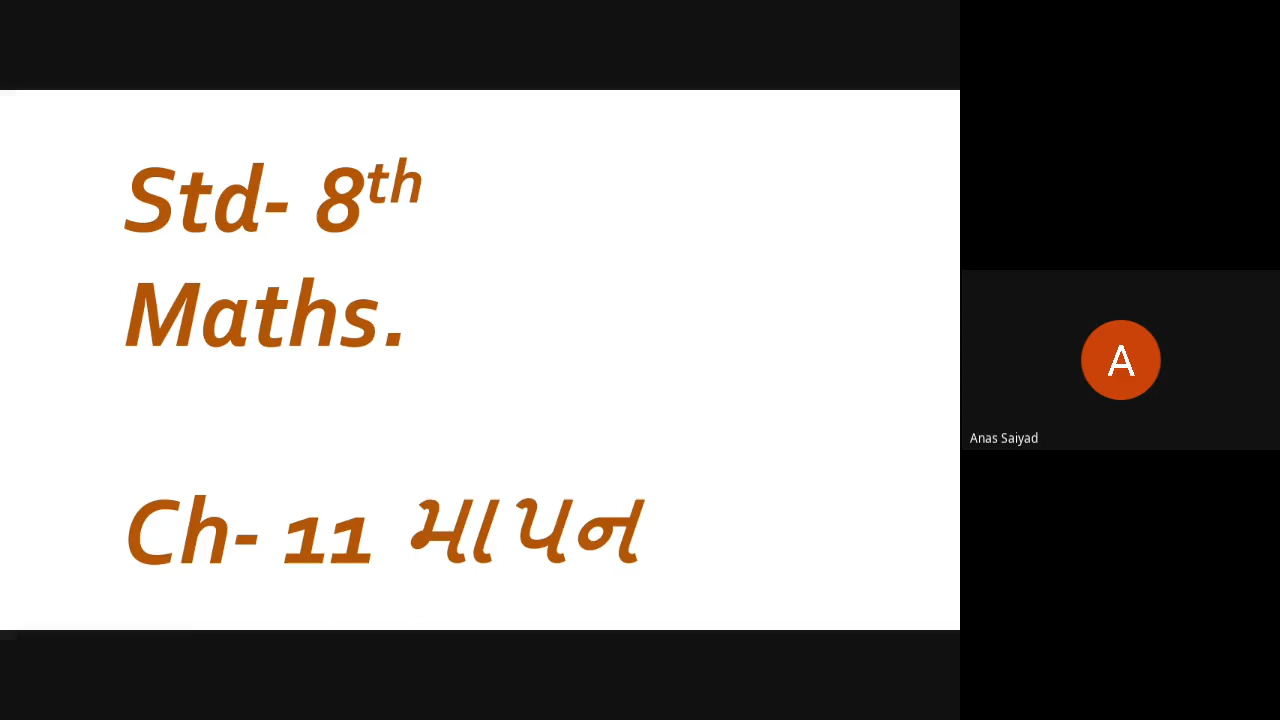 Std- 8th
Maths.
Ch- 11 માપન
A
Anas Saiyad